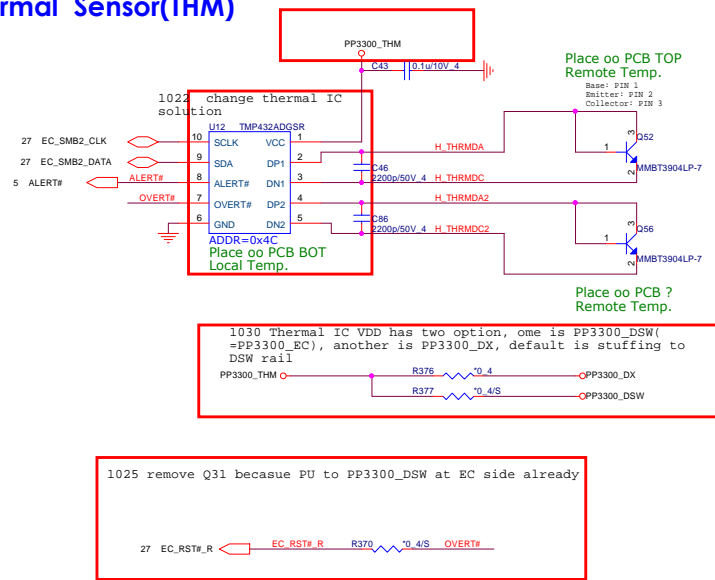 rmal Sensor(THM)
PP3300_THM
C43 0.1u/10V_4
Place oo PCB TOP
Remote Temp.
Base: PIN 1
Emitter: PIN 2
Collector: PIN 3
1022 change thermal IC
solution
U12 TMP432ADGSR
27 EC_SMB2_CLK 10 SCLK VCC 1
27 EC_SMB2_DATA 9 SDA DP1 2 H_THRMDA
5 ALERT# ALERT# 8 ALERT# DN1 3 H_THRMDC
OVERT# 7 OVERT# DP2 4 H_THRMDA2
6 GND DN2 5 H_THRMDC2
C46
2200p/50V_4
C86
2200p/50V_4
1 3 Q52
2 MMBT3904LP-7
1 3 Q56
2 MMBT3904LP-7
ADDR=0x4C
Place oo PCB BOT
Local Temp.
Place oo PCB ?
Remote Temp.
1030 Thermal IC VDD has two option, ome is PP3300_DSW(
=PP3300_EC), another is PP3300_DX, default is stuffing to
DSW rail
PP3300_THM R376 *0_4 PP3300_DX
R377 *0_4/S PP3300_DSW
1025 remove Q31 becasue PU to PP3300_DSW at EC side already
27 EC_RST#_R EC_RST#_R R370 *0_4/S OVERT#